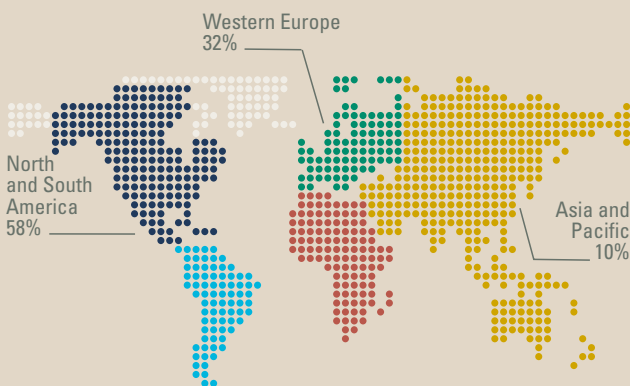 Western Europe
32%
North
and South
America
58%
Asia and
Pacific
10%